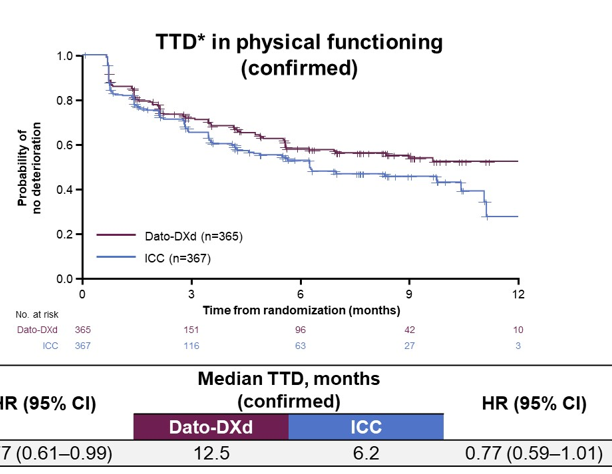 TTD* in physical functioning
(confirmed)
Probability of
no deterioration
1.0
0.8
0.6
0.4
0.2
0.0
Dato-DXd (n=365)
ICC (n=367)
0 3 6 9 12
Time from randomization (months)
No. at risk
Dato-DXd 365 151 96 42 10
ICC 367 116 63 27 3
Median TTD, months
(confirmed)
HR (95% CI) HR (95% CI)
Dato-DXd ICC
7 (0.61–0.99) 12.5 6.2 0.77 (0.59–1.01)